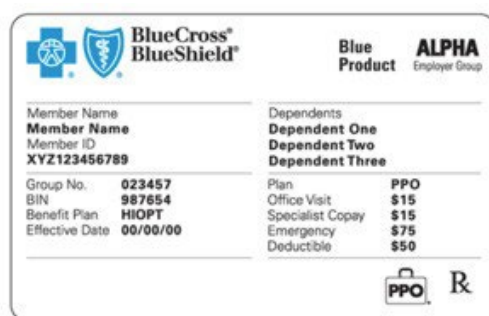 BlueCross®
BlueShield®
Blue
Product
ALPHA
Employer Group
Member Name
Member Name
Member ID
XYZ123456789
Dependents
Dependent One
Dependent Two
Dependent Three
Group No. 023457
BIN 987654
Benefit Plan HIOPT
Effective Date 00/00/00
Plan PPO
Office Visit $15
Specialist Copay $15
Emergency $75
Deductible $50
PPO
℞